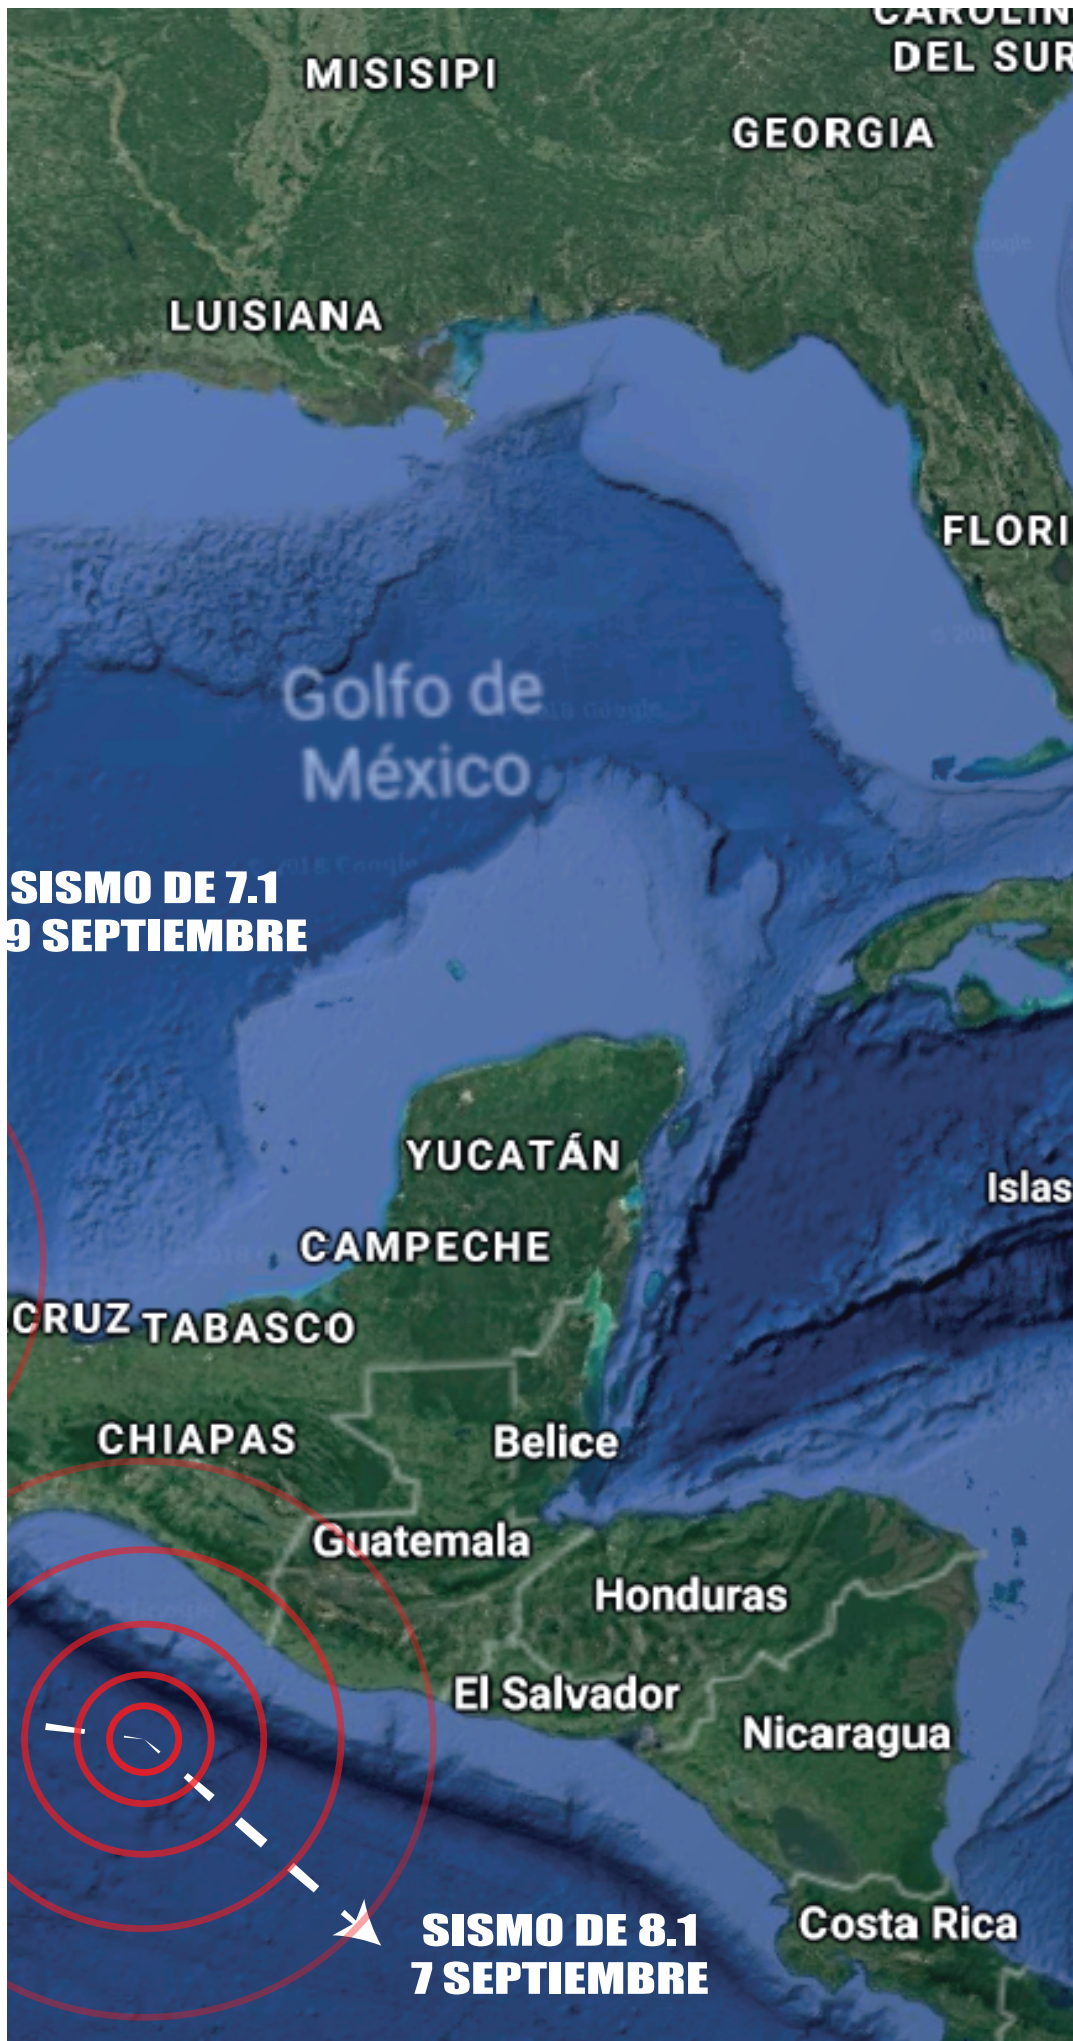 CAROLIN
DEL SUR
MISISIPI
GEORGIA
LUISIANA
FLORI
Golfo de
México
SISMO DE 7.1
9 SEPTIEMBRE
YUCATÁN
Islas
CAMPECHE
CRUZ
TABASCO
CHIAPAS
Belice
Guatemala
Honduras
El Salvador
Nicaragua
SISMO DE 8.1
7 SEPTIEMBRE
Costa Rica